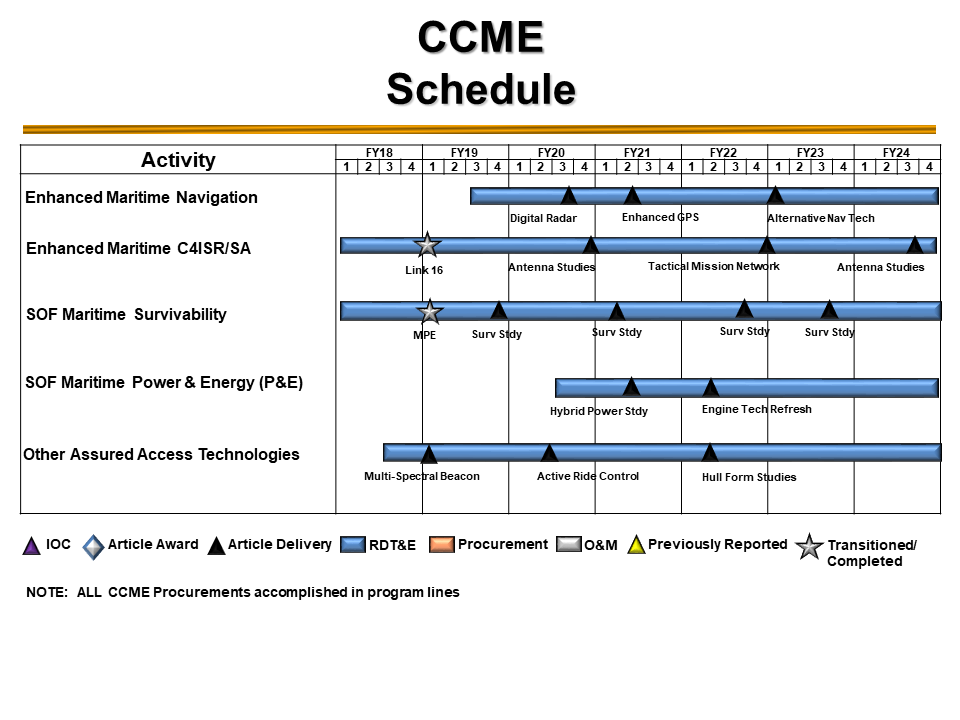 CCME
Schedule
Activity
FY18 FY19 FY20 FY21 FY22 FY23 FY24
1 2 3 4 1 2 3 4 1 2 3 4 1 2 3 4 1 2 3 4 1 2 3 4 1 2 3 4
Enhanced Maritime Navigation
Digital Radar Enhanced GPS Alternative Nav Tech
Enhanced Maritime C4ISR/SA
Link 16 Antenna Studies Tactical Mission Network Antenna Studies
SOF Maritime Survivability
MPE Surv Stdy Surv Stdy Surv Stdy Surv Stdy
SOF Maritime Power & Energy (P&E)
Hybrid Power Stdy Engine Tech Refresh
Other Assured Access Technologies
Multi-Spectral Beacon Active Ride Control Hull Form Studies
IOC Article Award Article Delivery RDT&E Procurement O&M Previously Reported Transitioned/
Completed
NOTE: ALL CCME Procurements accomplished in program lines